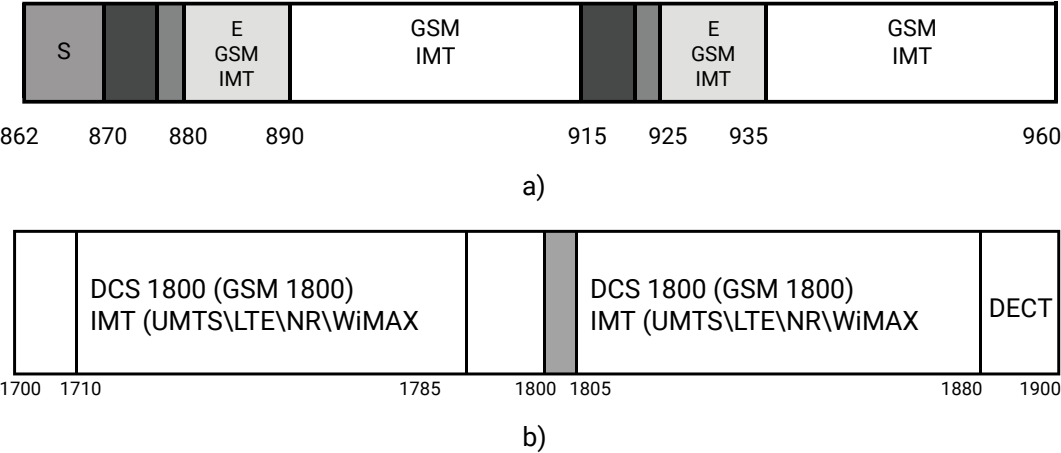 S
E
GSM
IMT
GSM
IMT
E
GSM
IMT
GSM
IMT
862 870 880 890 915 925 935 960
a)
DCS 1800 (GSM 1800)
IMT (UMTS\LTE\NR\WiMAX
DCS 1800 (GSM 1800)
IMT (UMTS\LTE\NR\WiMAX
DECT
1700 1710 1785 1800 1805 1880 1900
b)